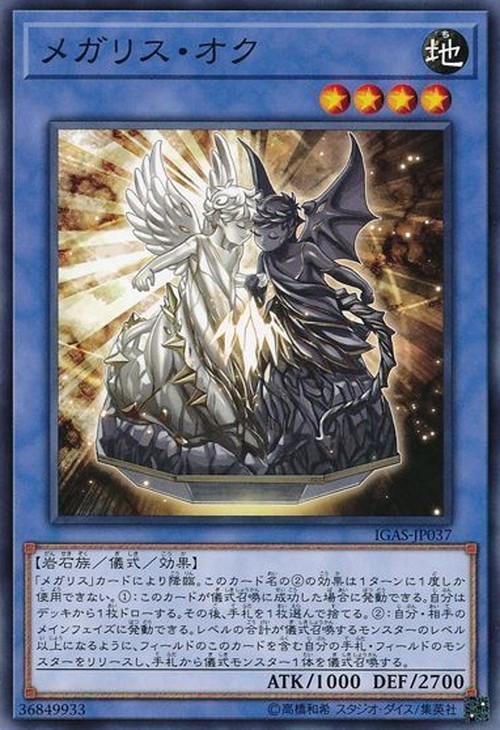 メガリス・オク
地
IGAS-JP037
【岩石族/儀式/効果】
「メガリス」カードにより降臨。このカード名の②の効果は1ターンに1度しか
使用できない。①:このカードが儀式召喚に成功した場合に発動できる。自分は
デッキから1枚ドローする。その後、手札を1枚選んで捨てる。②:自分・相手の
メインフェイズに発動できる。レベルの合計が儀式召喚するモンスターのレベル
以上になるように、フィールドのこのカードを含む自分の手札・フィールドのモン
スターをリリースし、手札から儀式モンスター1体を儀式召喚する。
ATK/1000 DEF/2700
36849933 ©高橋和希 スタジオ・ダイス/集英社